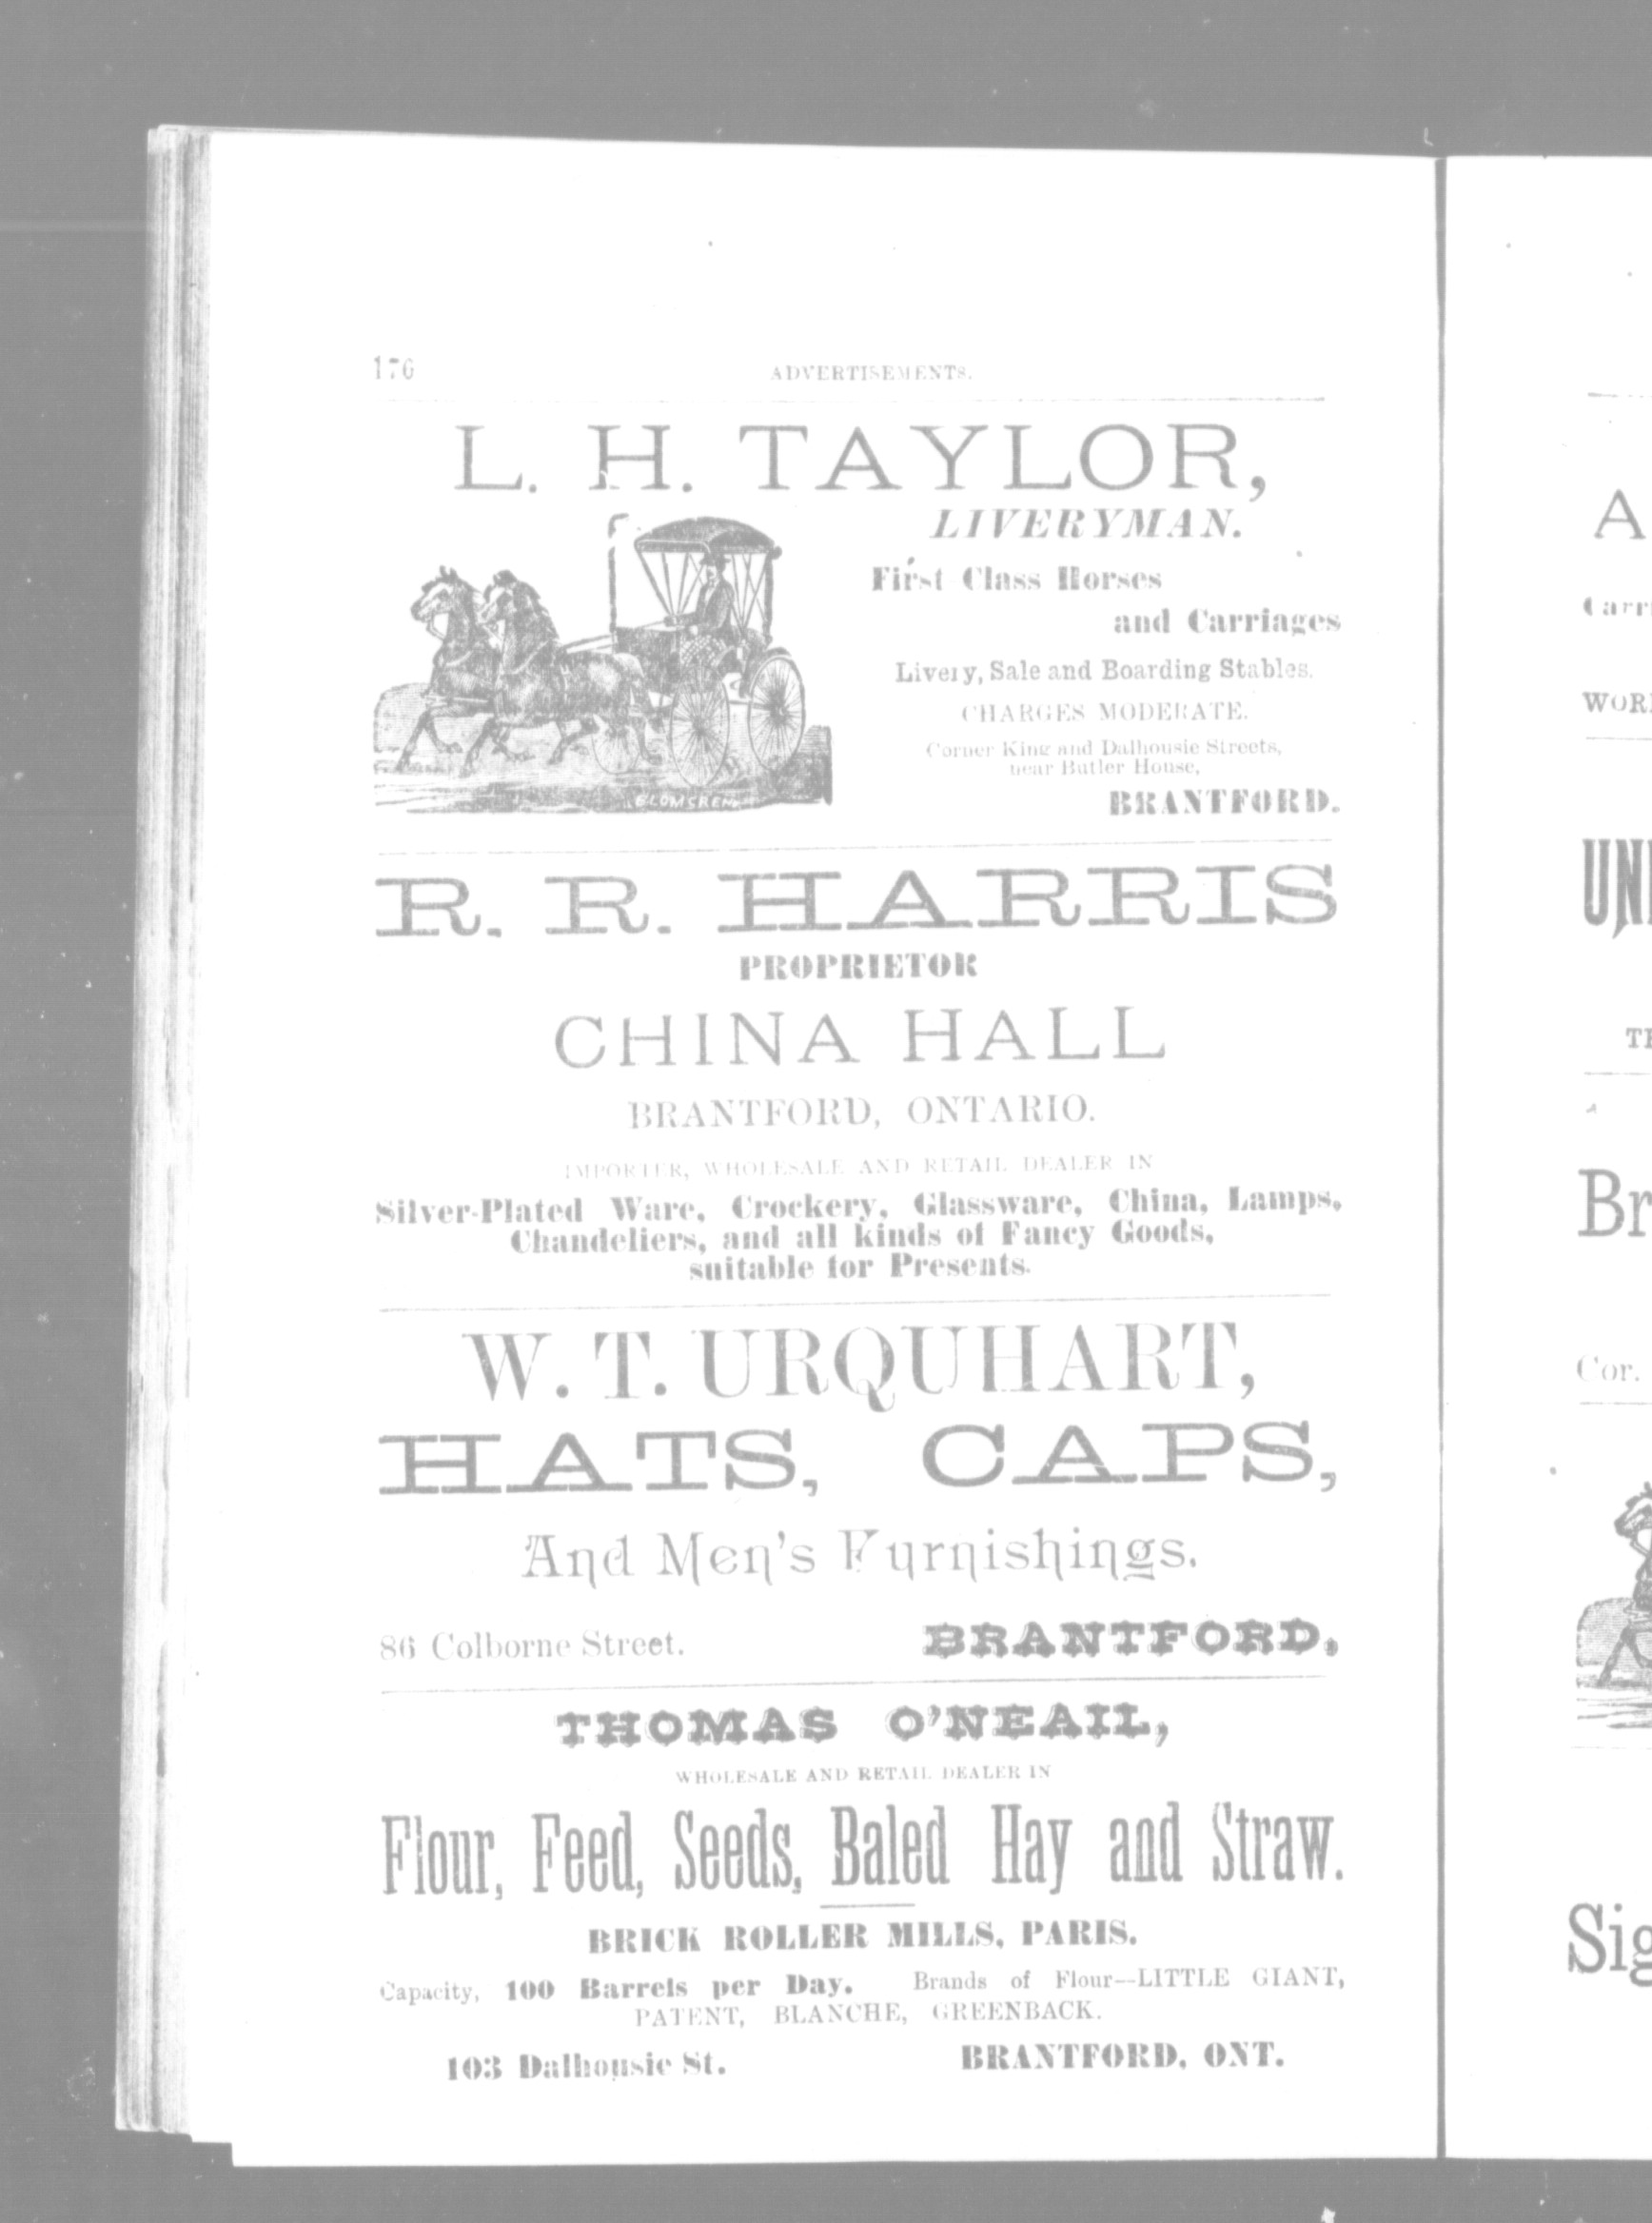 176
ADVERTISEMENTS.
L. H. TAYLOR,
LIVERYMAN.
First Class Horses
and Carriages
Livery, Sale and Boarding Stables.
CHARGES MODERATE.
Corner King and Dalhousie Streets,
near Butler House,
BRANTFORD.
R. R. HARRIS
PROPRIETOR
CHINA HALL
BRANTFORD, ONTARIO.
IMPORTER, WHOLESALE AND RETAIL DEALER IN
Silver-Plated Ware, Crockery, Glassware, China, Lamps,
Chandeliers, and all kinds of Fancy Goods,
suitable for Presents.
W. T. URQUHART,
HATS, CAPS,
And Men's Furnishings.
86 Colborne Street. BRANTFORD,
THOMAS O'NEAIL,
WHOLESALE AND RETAIL DEALER IN
Flour, Feed, Seeds, Baled Hay and Straw.
BRICK ROLLER MILLS, PARIS.
Capacity, 100 Barrels per Day. Brands of Flour—LITTLE GIANT,
PATENT, BLANCHE, GREENBACK.
103 Dalhousie St. BRANTFORD, ONT.
A
Carr
WOR
UN
TH
Br
Cor.
Sig